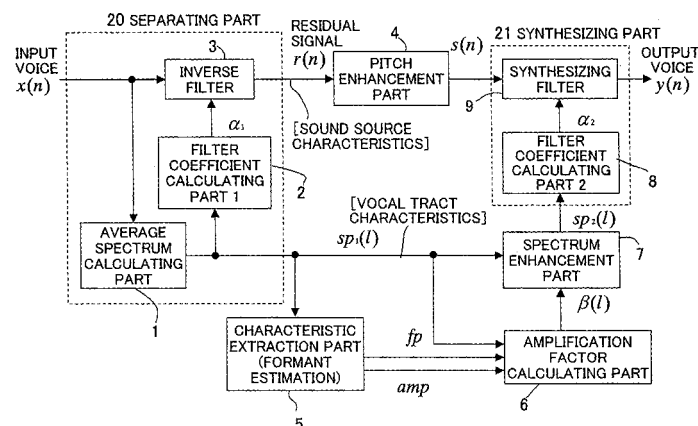 20 SEPARATING PART
INPUT
VOICE
x(n)
3
INVERSE
FILTER
RESIDUAL
SIGNAL
r(n)
4
PITCH
ENHANCEMENT
PART
s(n)
21 SYNTHESIZING PART
SYNTHESIZING
FILTER
9
OUTPUT
VOICE
y(n)
α₁
[SOUND SOURCE
CHARACTERISTICS]
α₂
FILTER
COEFFICIENT
CALCULATING
PART 1
2
FILTER
COEFFICIENT
CALCULATING
PART 2
8
[VOCAL TRACT
CHARACTERISTICS]
sp₁(l)
sp₂(l)
AVERAGE
SPECTRUM
CALCULATING
PART
1
SPECTRUM
ENHANCEMENT
PART
7
β(l)
CHARACTERISTIC
EXTRACTION PART
(FORMANT
ESTIMATION)
5
fp
amp
AMPLIFICATION
FACTOR
CALCULATING
PART
6